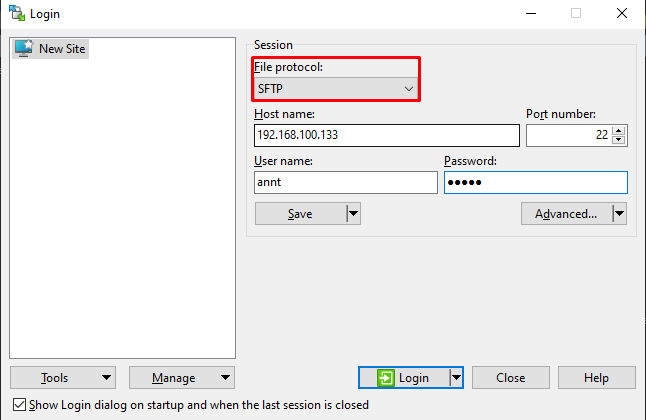 Login
New Site
Session
File protocol:
SFTP
Host name:
Port number:
192.168.100.133
22
User name:
Password:
annt
●●●●●
Save
Advanced...
Tools
Manage
Login
Close
Help
Show Login dialog on startup and when the last session is closed